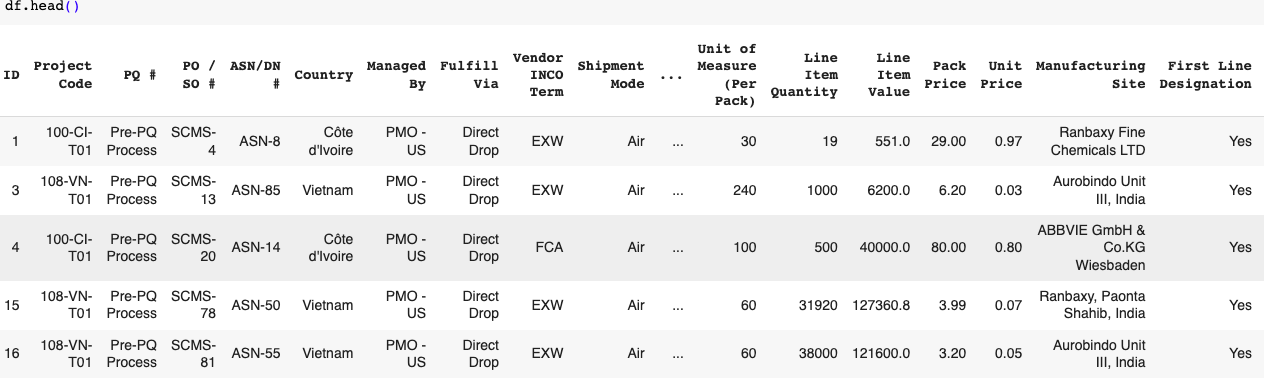 df.head()
ID Project Code PQ # PO / SO # ASN/DN # Country Managed By Fulfill Via Vendor INCO Term Shipment Mode ... Unit of Measure (Per Pack) Line Item Quantity Line Item Value Pack Price Unit Price Manufacturing Site First Line Designation
1 100-CI-T01 Pre-PQ Process SCMS-4 ASN-8 Côte d'Ivoire PMO - US Direct Drop EXW Air ... 30 19 551.0 29.00 0.97 Ranbaxy Fine Chemicals LTD Yes
3 108-VN-T01 Pre-PQ Process SCMS-13 ASN-85 Vietnam PMO - US Direct Drop EXW Air ... 240 1000 6200.0 6.20 0.03 Aurobindo Unit III, India Yes
4 100-CI-T01 Pre-PQ Process SCMS-20 ASN-14 Côte d'Ivoire PMO - US Direct Drop FCA Air ... 100 500 40000.0 80.00 0.80 ABBVIE GmbH & Co.KG Wiesbaden Yes
15 108-VN-T01 Pre-PQ Process SCMS-78 ASN-50 Vietnam PMO - US Direct Drop EXW Air ... 60 31920 127360.8 3.99 0.07 Ranbaxy, Paonta Shahib, India Yes
16 108-VN-T01 Pre-PQ Process SCMS-81 ASN-55 Vietnam PMO - US Direct Drop EXW Air ... 60 38000 121600.0 3.20 0.05 Aurobindo Unit III, India Yes